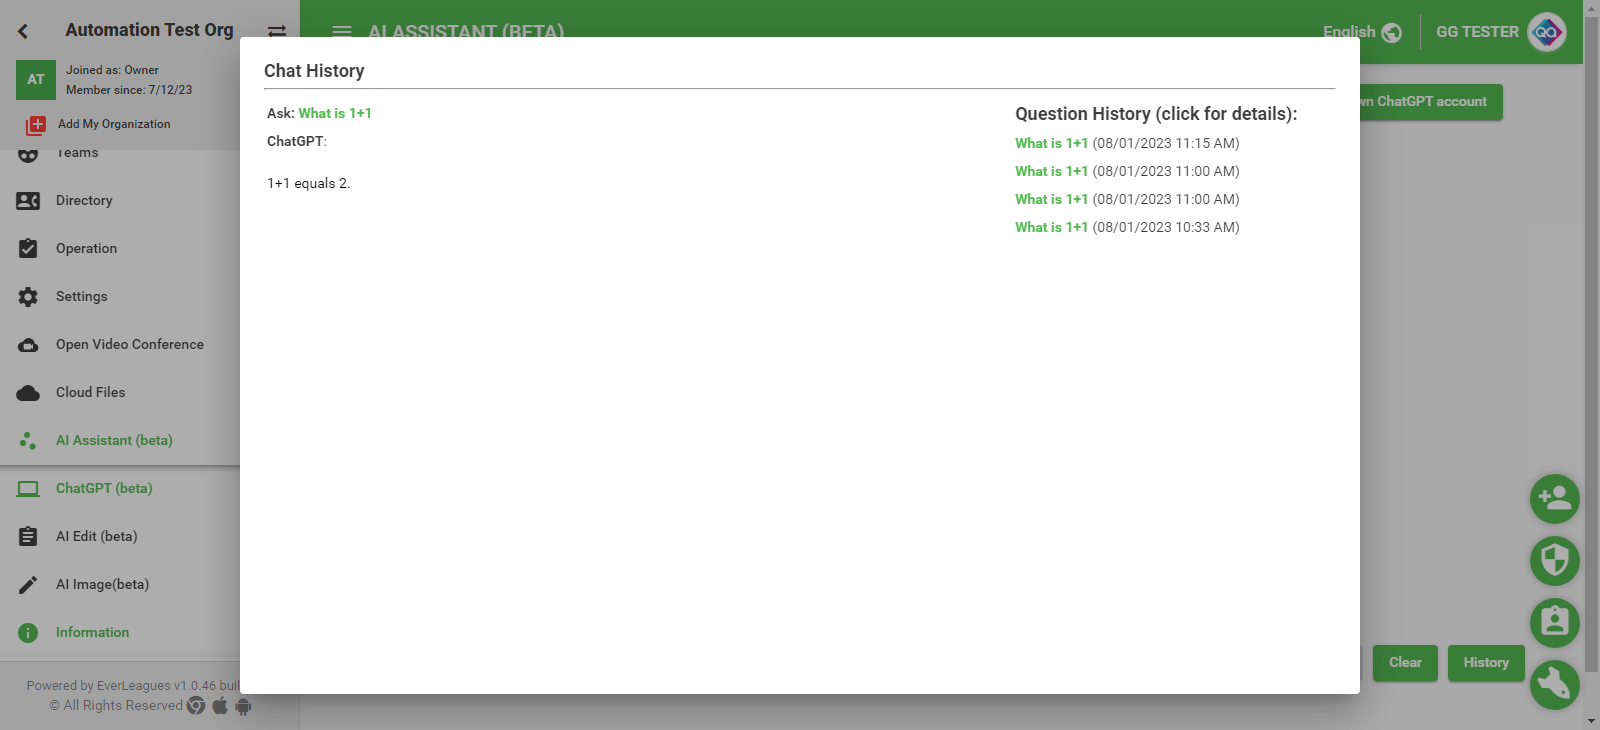 Automation Test Org
AT
Joined as: Owner
Member since: 7/12/23
Add My Organization
Teams
Directory
Operation
Settings
Open Video Conference
Cloud Files
AI Assistant (beta)
ChatGPT (beta)
AI Edit (beta)
AI Image(beta)
Information
Powered by EverLeagues v1.0.46
© All Rights Reserved
AI ASSISTANT (BETA)
English
GG TESTER
QA
ChatGPT account
Chat History
Ask: What is 1+1
ChatGPT:
1+1 equals 2.
Question History (click for details):
What is 1+1 (08/01/2023 11:15 AM)
What is 1+1 (08/01/2023 11:00 AM)
What is 1+1 (08/01/2023 11:00 AM)
What is 1+1 (08/01/2023 10:33 AM)
Clear
History